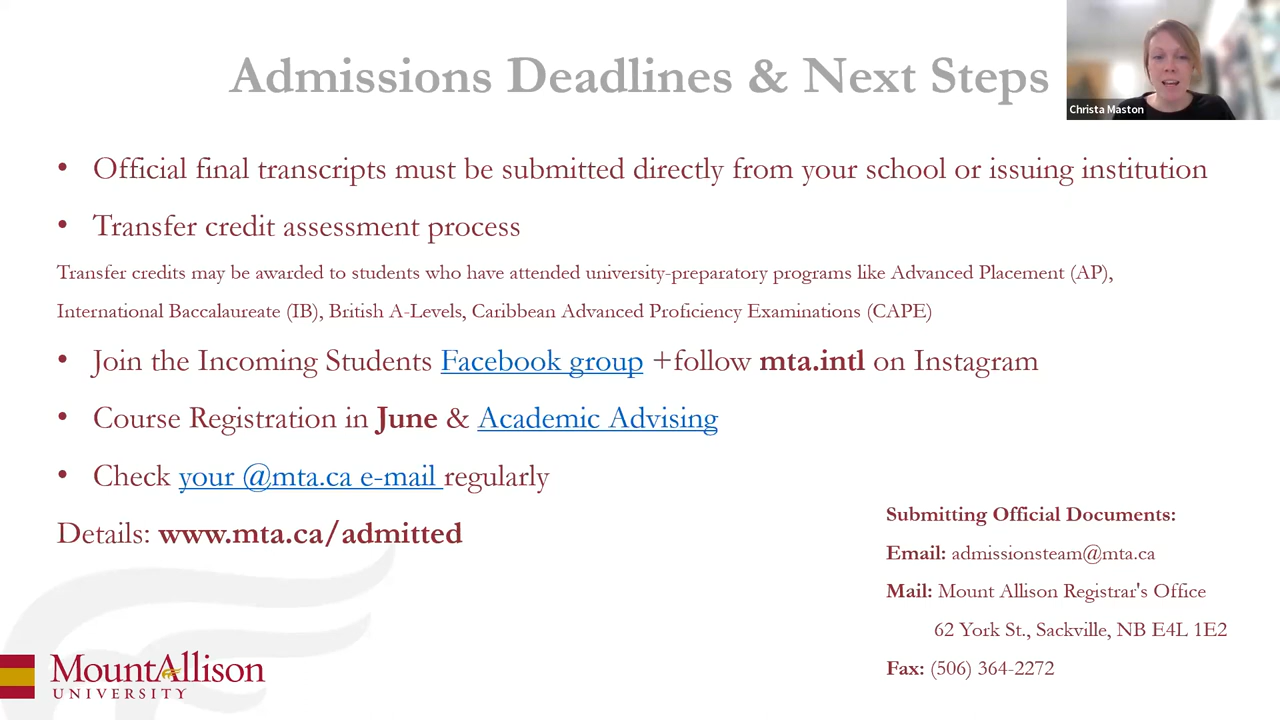 Admissions Deadlines & Next Steps
Christa Maston
• Official final transcripts must be submitted directly from your school or issuing institution
• Transfer credit assessment process
Transfer credits may be awarded to students who have attended university-preparatory programs like Advanced Placement (AP),
International Baccalaureate (IB), British A-Levels, Caribbean Advanced Proficiency Examinations (CAPE)
• Join the Incoming Students Facebook group +follow mta.intl on Instagram
• Course Registration in June & Academic Advising
• Check your @mta.ca e-mail regularly
Details: www.mta.ca/admitted
Submitting Official Documents:
Email: admissionsteam@mta.ca
Mail: Mount Allison Registrar's Office
62 York St., Sackville, NB E4L 1E2
Fax: (506) 364-2272
MountAllison
UNIVERSITY